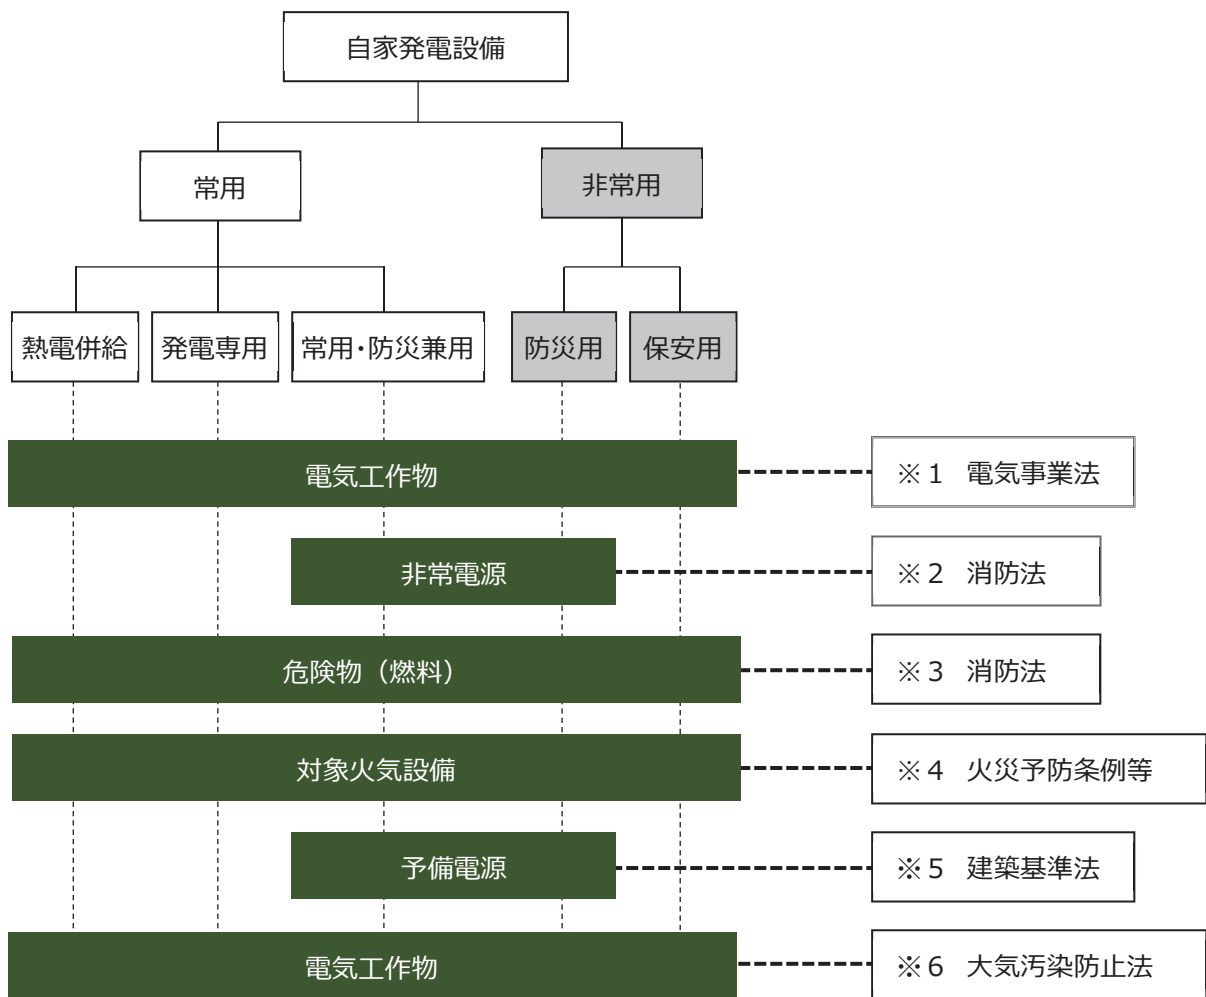 自家発電設備
常用
非常用
熱電併給
発電専用
常用・防災兼用
防災用
保安用
電気工作物
※1 電気事業法
非常電源
※2 消防法
危険物（燃料）
※3 消防法
対象火気設備
※4 火災予防条例等
予備電源
※5 建築基準法
電気工作物
※6 大気汚染防止法